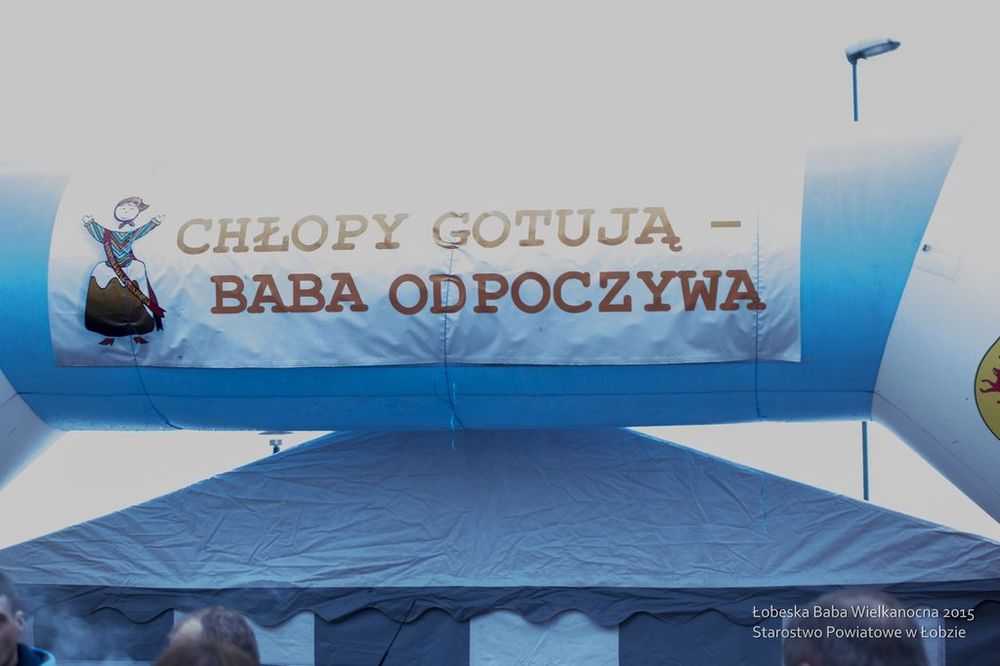 CHŁOPY GOTUJĄ –
BABA ODPOCZYWA
Łobeska Baba Wielkanocna 2015
Starostwo Powiatowe w Łobzie